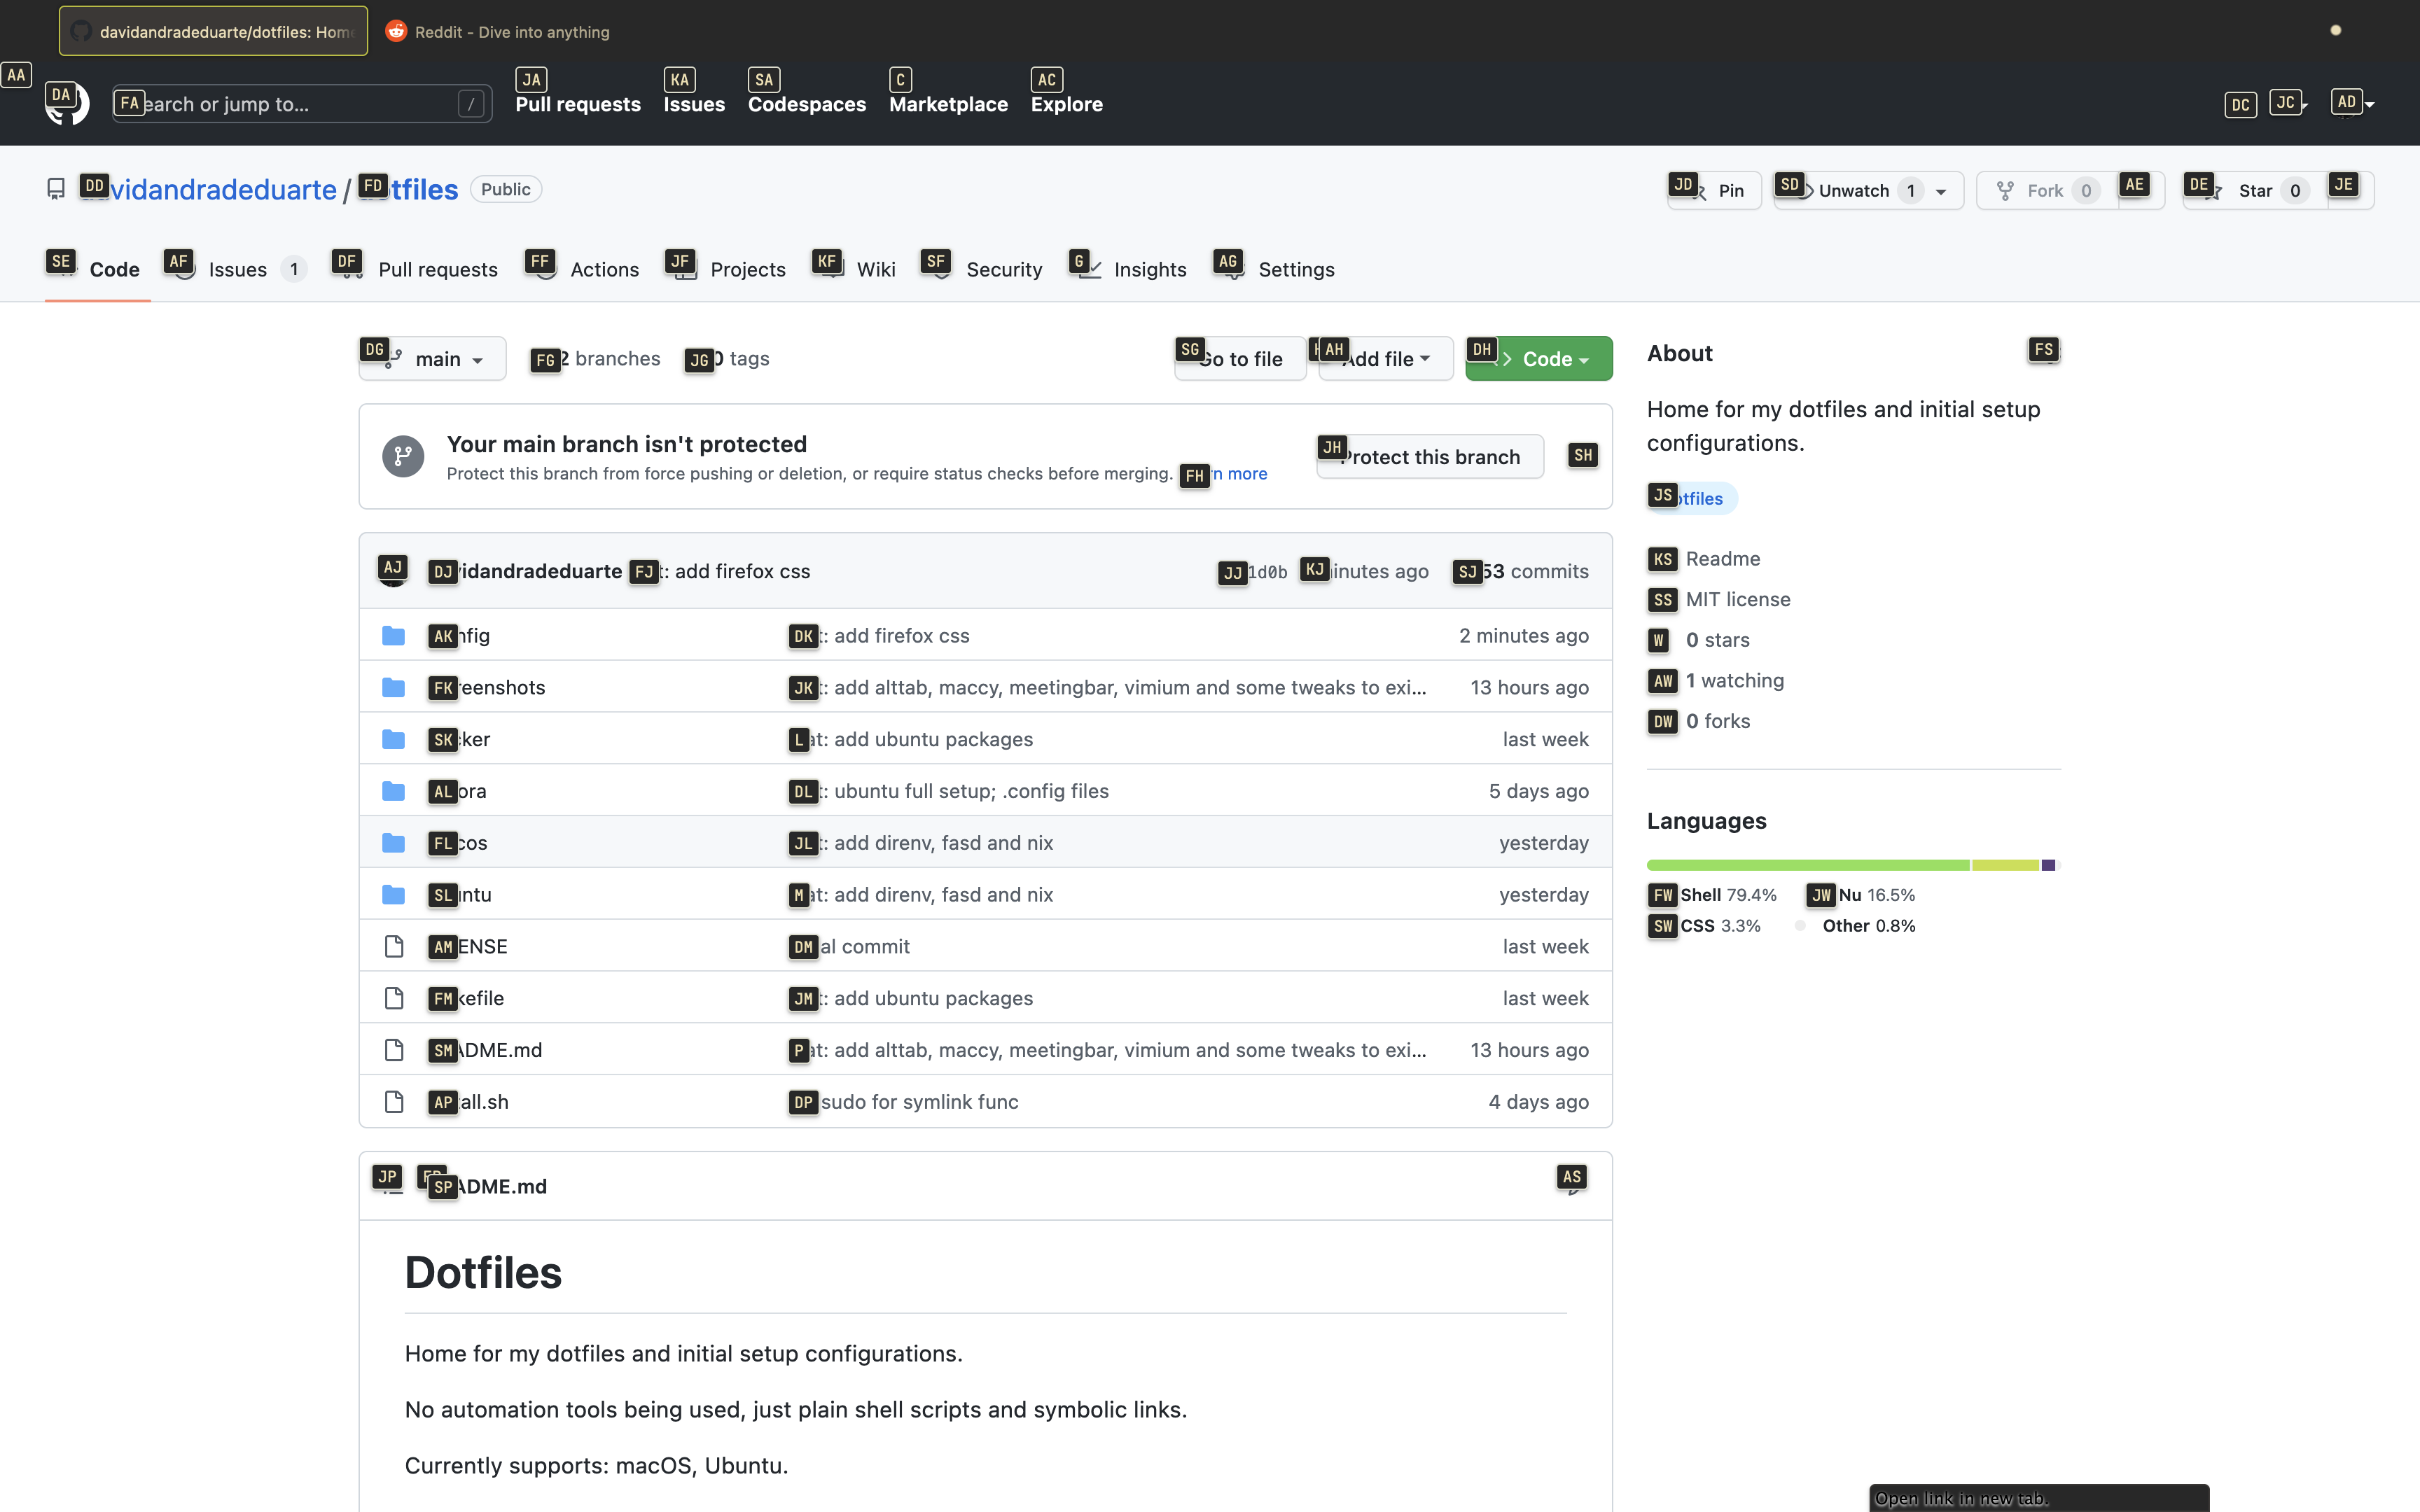 davidandradeduarte/dotfiles: Hom
Reddit - Dive into anything
AA
DA
FA earch or jump to... /
JA
Pull requests
KA
Issues
SA
Codespaces
C
Marketplace
AC
Explore
DC JC AD
DD vidandradeduarte / FD tfiles Public
JD Pin SD Unwatch 1 Fork 0 AE DE Star 0 JE
SE Code AF Issues 1 DF Pull requests FF Actions JF Projects KF Wiki SF Security G Insights AG Settings
DG main FG 2 branches JG 0 tags SG Go to file AH Add file DH Code
Your main branch isn't protected
Protect this branch from force pushing or deletion, or require status checks before merging. FH n more
JH Protect this branch SH
AJ DJ vidandradeduarte FJ t: add firefox css JJ 1d0b KJ inutes ago SJ 53 commits
AK nfig DK t: add firefox css 2 minutes ago
FK reenshots JK t: add alttab, maccy, meetingbar, vimium and some tweaks to exi... 13 hours ago
SK ker L at: add ubuntu packages last week
AL ora DL t: ubuntu full setup; .config files 5 days ago
FL cos JL t: add direnv, fasd and nix yesterday
SL ntu M at: add direnv, fasd and nix yesterday
AM ENSE DM al commit last week
FM kefile JM t: add ubuntu packages last week
SM ADME.md P at: add alttab, maccy, meetingbar, vimium and some tweaks to exi... 13 hours ago
AP all.sh DP sudo for symlink func 4 days ago
JP SP ADME.md AS
Dotfiles
Home for my dotfiles and initial setup configurations.
No automation tools being used, just plain shell scripts and symbolic links.
Currently supports: macOS, Ubuntu.
About FS
Home for my dotfiles and initial setup
configurations.
JS otfiles
KS Readme
SS MIT license
W 0 stars
AW 1 watching
DW 0 forks
Languages
FW Shell 79.4% JW Nu 16.5%
SW CSS 3.3% Other 0.8%
Open link in new tab.